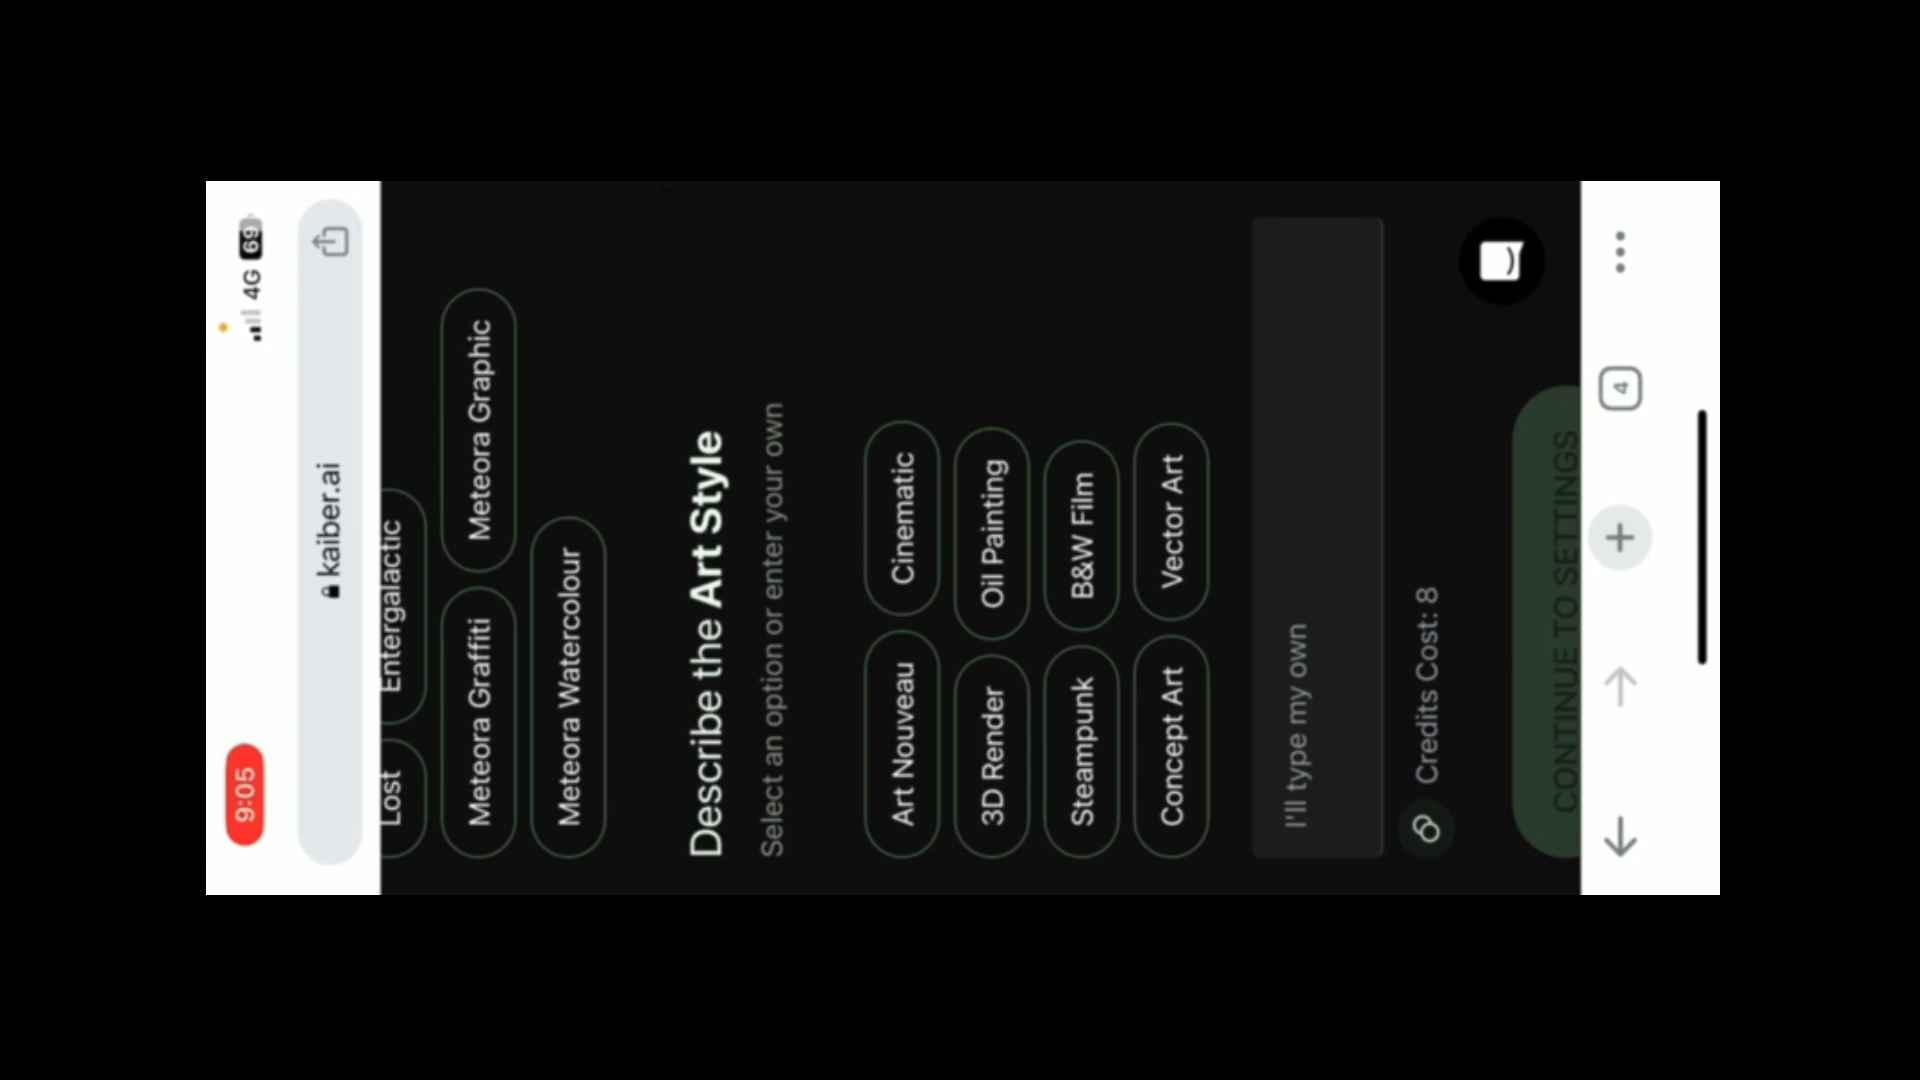 9:05
4G 69
kaiber.ai
Lost Entergalactic
Meteora Graffiti Meteora Graphic
Meteora Watercolour
Describe the Art Style
Select an option or enter your own
Art Nouveau Cinematic
3D Render Oil Painting
Steampunk B&W Film
Concept Art Vector Art
I'll type my own
Credits Cost: 8
CONTINUE TO SETTINGS
4